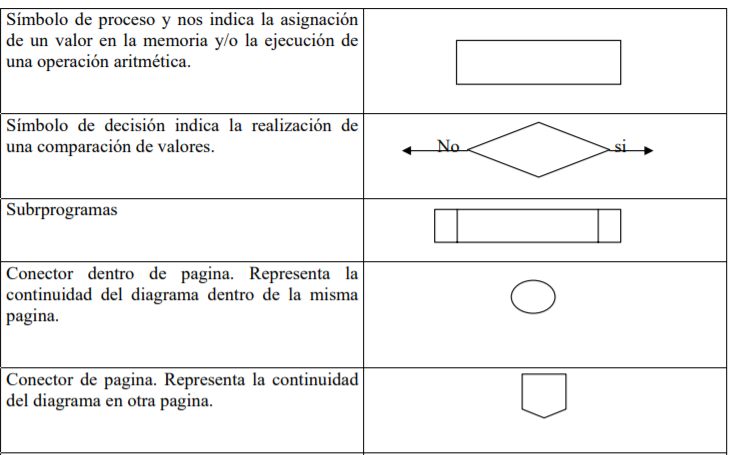 Símbolo de proceso y nos indica la asignación
de un valor en la memoria y/o la ejecución de
una operación aritmética.
Símbolo de decisión indica la realización de
una comparación de valores.
No
si
Subrprogramas
Conector dentro de pagina. Representa la
continuidad del diagrama dentro de la misma
pagina.
Conector de pagina. Representa la continuidad
del diagrama en otra pagina.